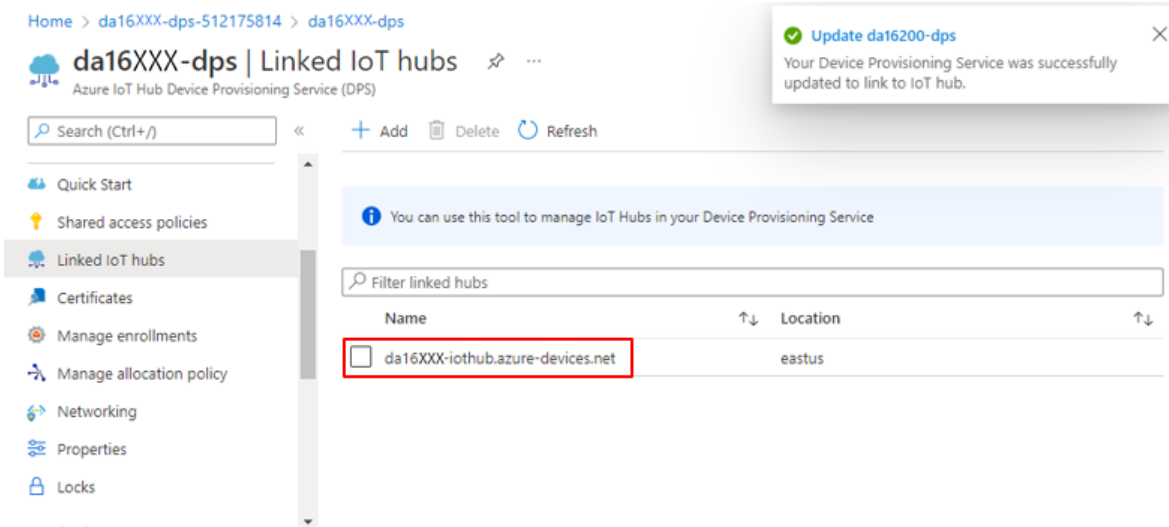 Home > da16XXX-dps-512175814 > da16XXX-dps
da16XXX-dps | Linked IoT hubs
Azure IoT Hub Device Provisioning Service (DPS)
Update da16200-dps
Your Device Provisioning Service was successfully
updated to link to IoT hub.
Search (Ctrl+/)
Add Delete Refresh
Quick Start
Shared access policies
Linked IoT hubs
Certificates
Manage enrollments
Manage allocation policy
Networking
Properties
Locks
You can use this tool to manage IoT Hubs in your Device Provisioning Service
Filter linked hubs
Name Location
da16XXX-iothub.azure-devices.net eastus